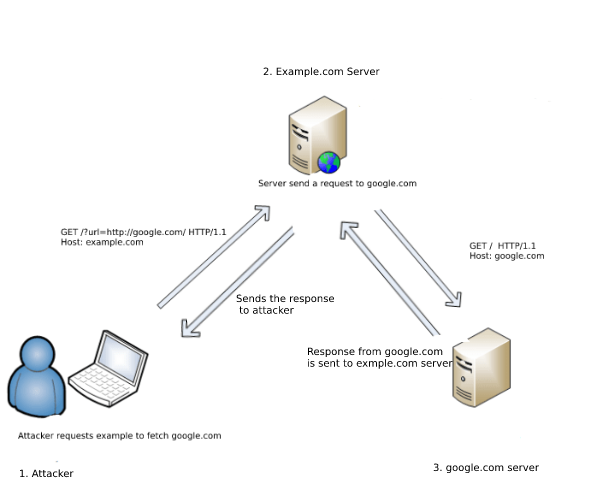 2. Example.com Server
Server send a request to google.com
GET /?url=http://google.com/ HTTP/1.1
Host: example.com
GET /  HTTP/1.1
Host: google.com
Sends the response
to attacker
Response from google.com
is sent to exmple.com server
Attacker requests example to fetch google.com
1. Attacker
3. google.com server